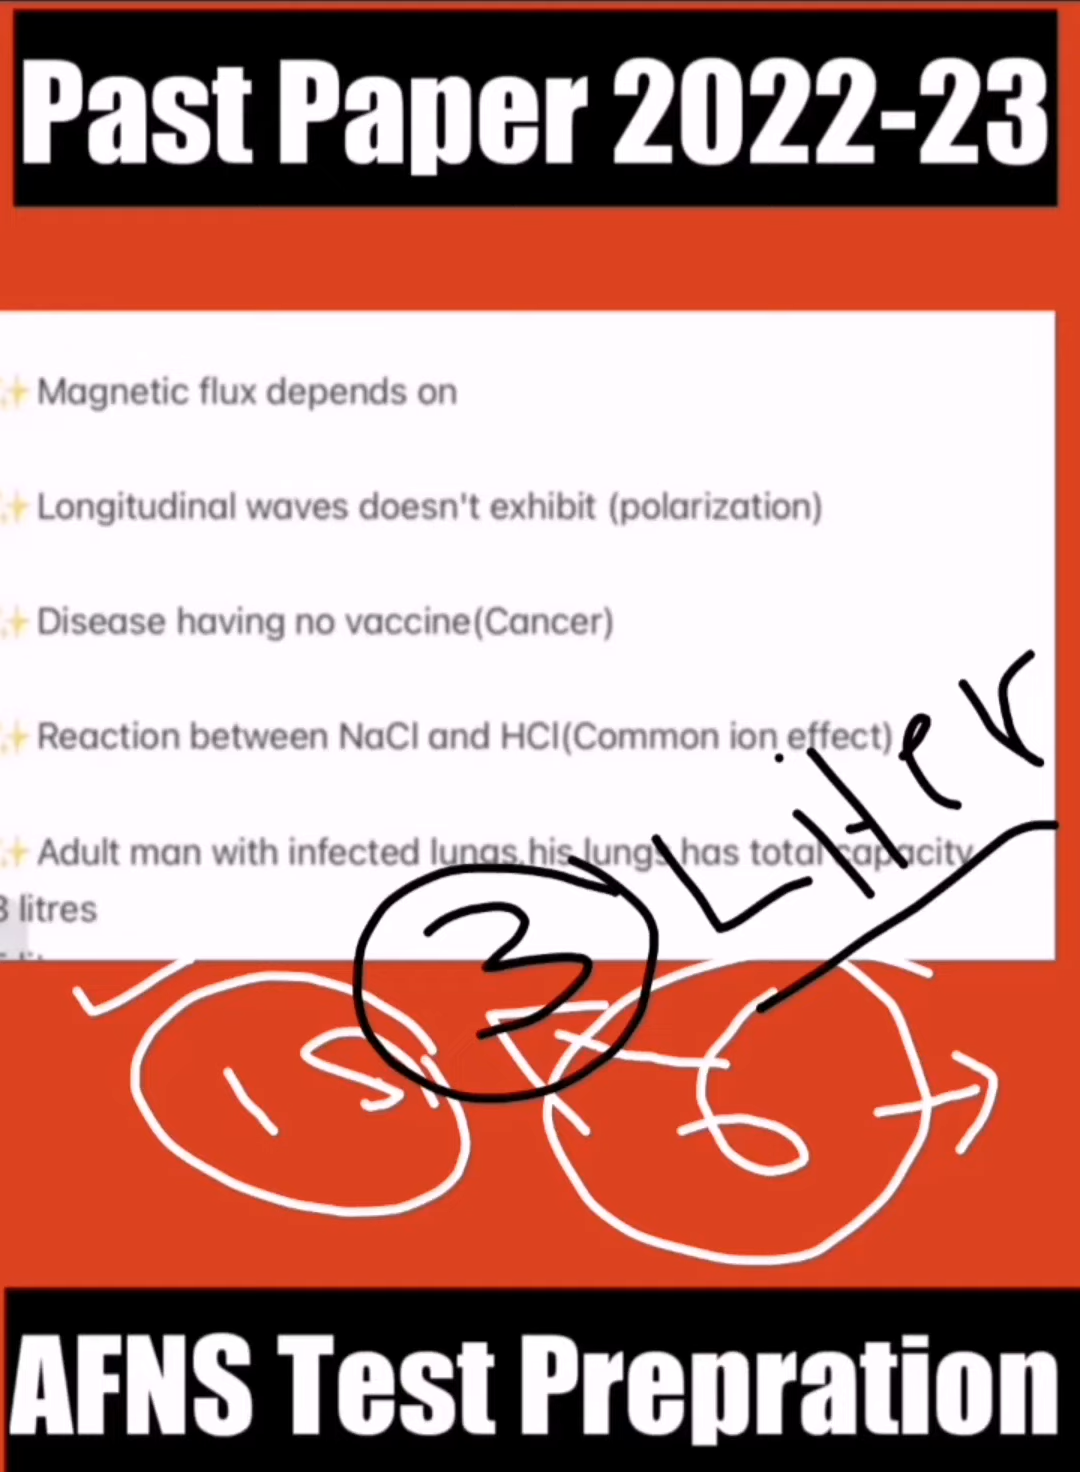 Past Paper 2022-23
Magnetic flux depends on
Longitudinal waves doesn't exhibit (polarization)
Disease having no vaccine(Cancer)
Reaction between NaCl and HCl(Common ion effect)
Adult man with infected lungs,his lungs has total capacity
3 litres
Liter
3
15
6
AFNS Test Prepration